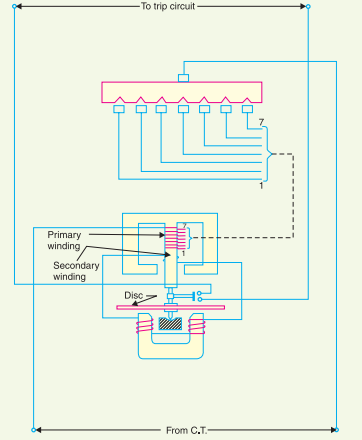 To trip circuit
7
1
7
Primary
winding
1
Secondary
winding
Disc
From C.T.